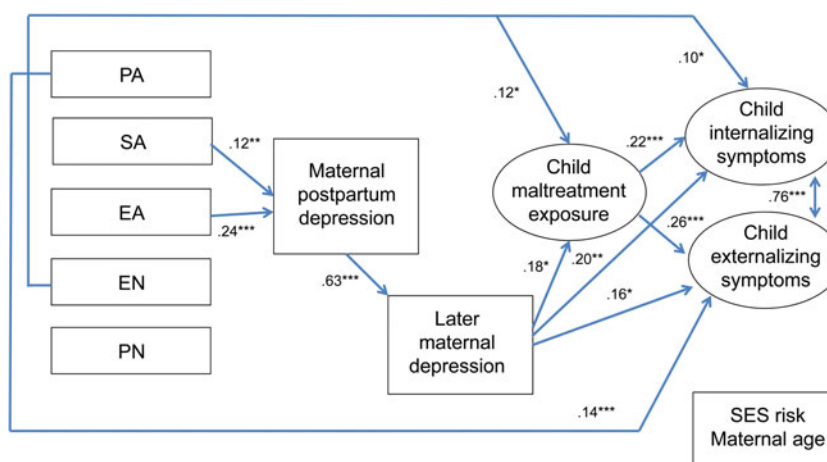 PA
SA
EA
EN
PN
.12**
.24***
Maternal
postpartum
depression
.63***
Later
maternal
depression
.12*
.10*
Child
maltreatment
exposure
.22***
.26***
.18*
.20**
.16*
.14***
Child
internalizing
symptoms
.76***
Child
externalizing
symptoms
SES risk
Maternal age